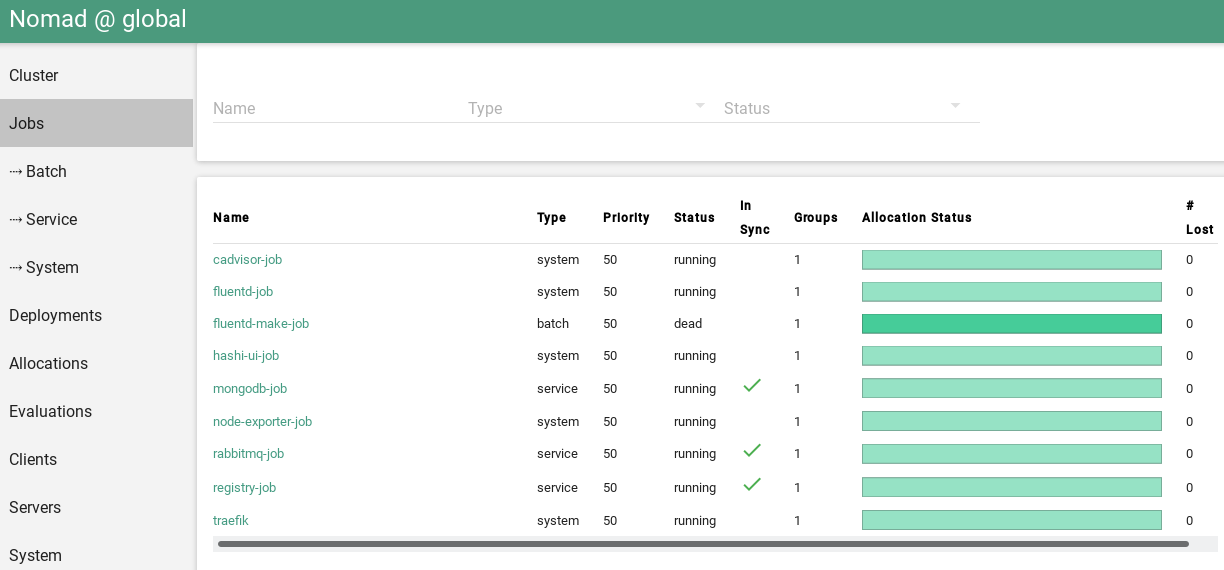 Nomad @ global
Cluster
Jobs
⤑ Batch
⤑ Service
⤑ System
Deployments
Allocations
Evaluations
Clients
Servers
System
Name Type Status
Name Type Priority Status In Sync Groups Allocation Status # Lost
cadvisor-job system 50 running 1 0
fluentd-job system 50 running 1 0
fluentd-make-job batch 50 dead 1 0
hashi-ui-job system 50 running 1 0
mongodb-job service 50 running 1 0
node-exporter-job system 50 running 1 0
rabbitmq-job service 50 running 1 0
registry-job service 50 running 1 0
traefik system 50 running 1 0